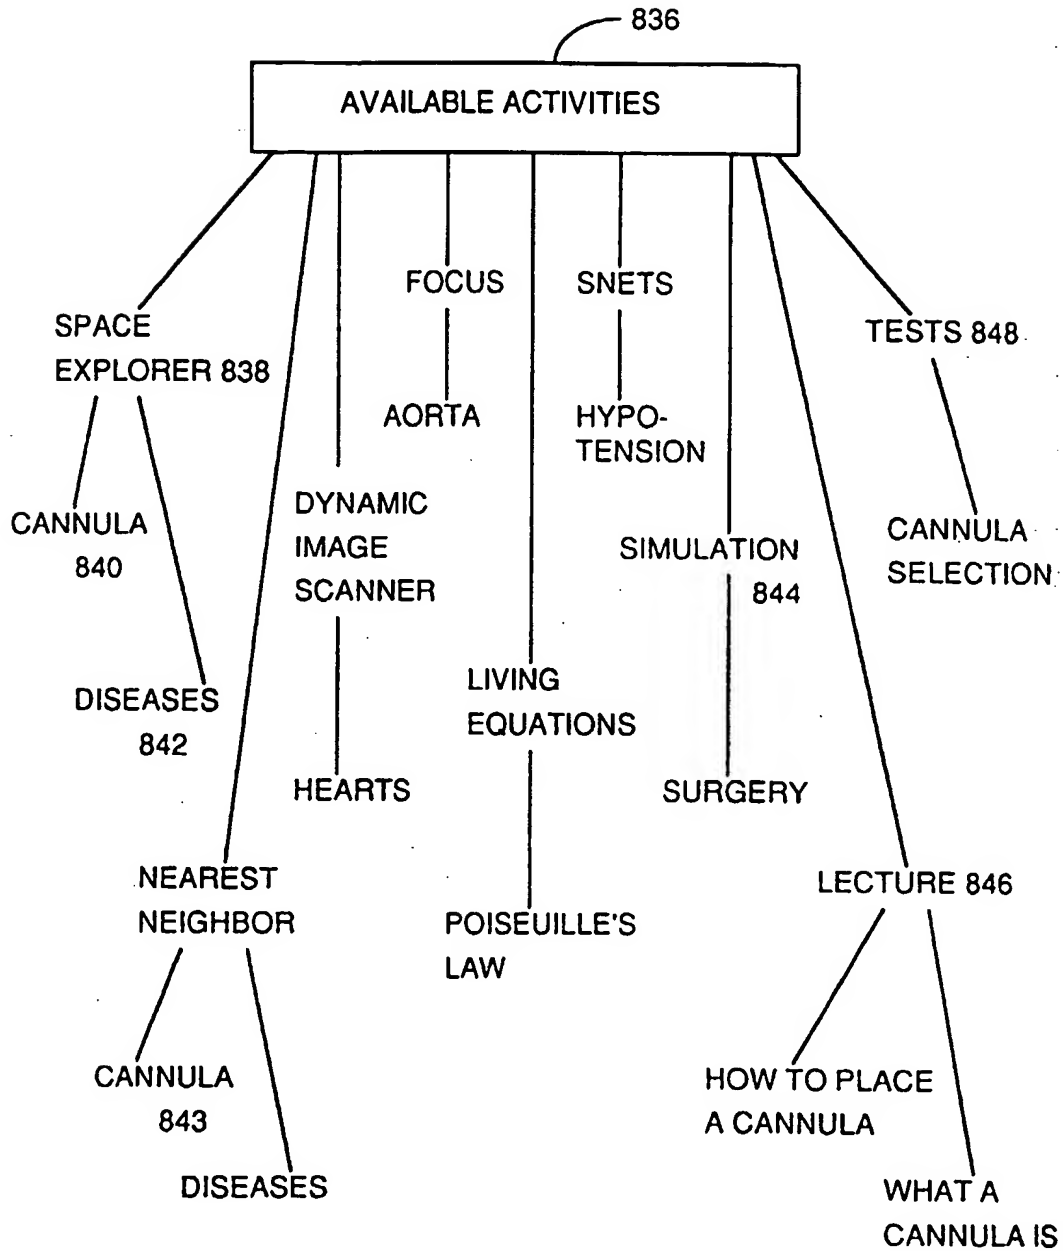 836
AVAILABLE ACTIVITIES
FOCUS
SNETS
SPACE
EXPLORER 838
TESTS 848
AORTA
HYPO-
TENSION
DYNAMIC
IMAGE
SCANNER
CANNULA
840
SIMULATION
844
CANNULA
SELECTION
LIVING
EQUATIONS
DISEASES
842
HEARTS
SURGERY
NEAREST
NEIGHBOR
LECTURE 846
POISEUILLE'S
LAW
CANNULA
843
HOW TO PLACE
A CANNULA
DISEASES
WHAT A
CANNULA IS